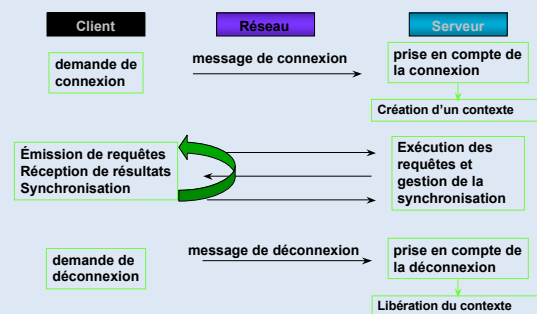 Client
Réseau
Serveur
demande de
connexion
message de connexion
prise en compte de
la connexion
Création d'un contexte
Émission de requêtes
Réception de résultats
Synchronisation
Exécution des
requêtes et
gestion de la
synchronisation
demande de
déconnexion
message de déconnexion
prise en compte de
la déconnexion
Libération du contexte